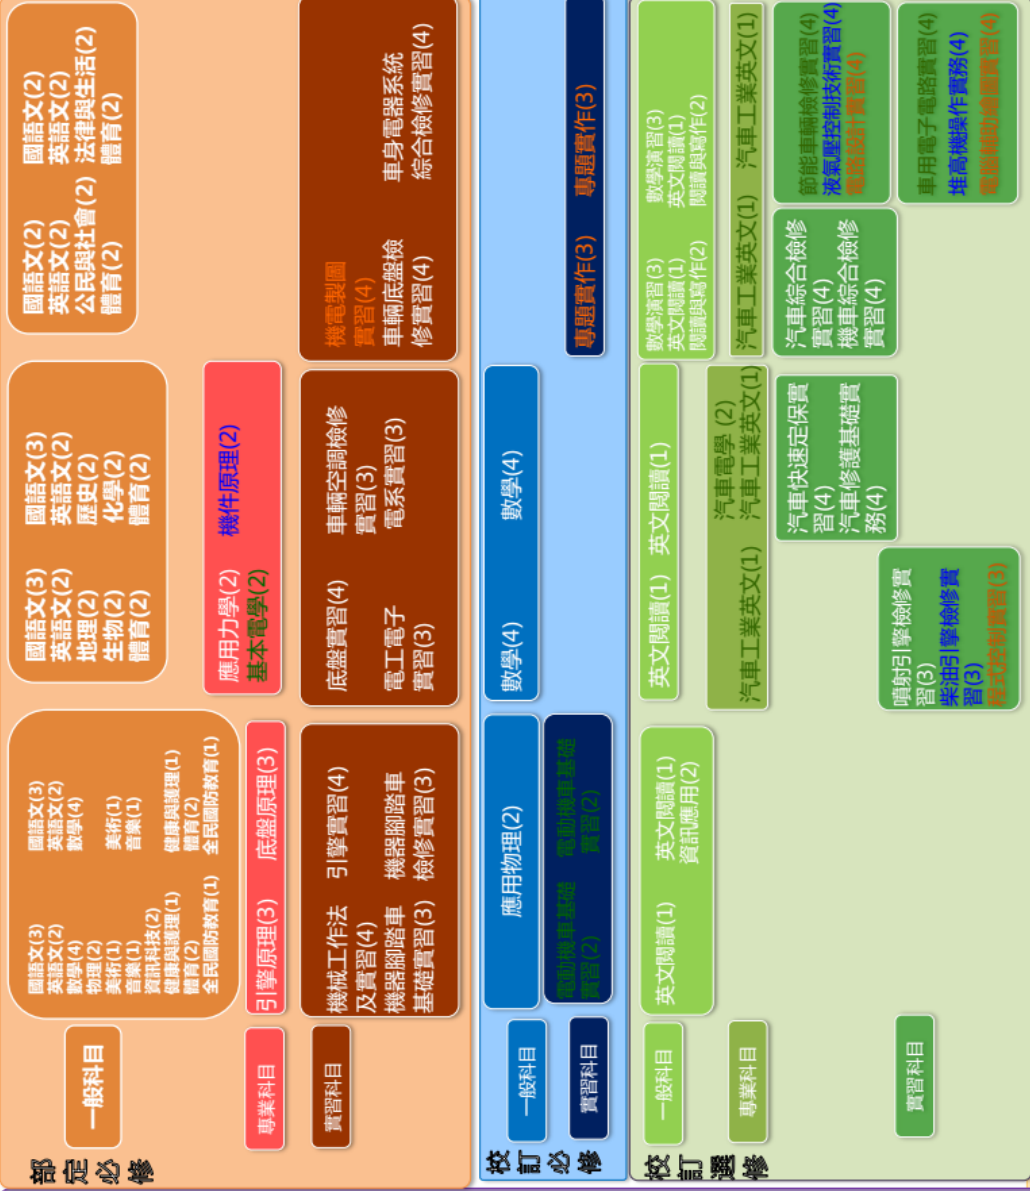 部定必修
一般科目
國語文(3)
英語文(2)
數學(4)
物理(2)
美術(1)
音樂(1)
資訊科技(2)
健康與護理(1)
體育(2)
全民國防教育(1)
國語文(3)
英語文(2)
數學(4)
美術(1)
音樂(1)
健康與護理(1)
體育(2)
全民國防教育(1)
國語文(3)
英語文(2)
地理(2)
生物(2)
體育(2)
國語文(3)
英語文(2)
歷史(2)
化學(2)
體育(2)
國語文(2)
英語文(2)
公民與社會(2)
體育(2)
國語文(2)
英語文(2)
法律與生活(2)
體育(2)
專業科目
引擎原理(3)
底盤原理(3)
應用力學(2)
基本電學(2)
機件原理(2)
實習科目
機械工作法
及實習(4)
機器腳踏車
基礎實習(3)
引擎實習(4)
機器腳踏車
檢修實習(3)
底盤實習(4)
電工電子
實習(3)
車輛空調檢修
實習(3)
電系實習(3)
機電製圖
實習(4)
車輛底盤檢
修實習(4)
車身電器系統
綜合檢修實習(4)
校訂必修
一般科目
應用物理(2)
數學(4)
數學(4)
實習科目
電動機車基礎
實習(2)
電動機車基礎
實習(2)
專題實作(3)
專題實作(3)
校訂選修
一般科目
英文閱讀(1)
英文閱讀(1)
資訊應用(2)
英文閱讀(1)
英文閱讀(1)
數學演習(3)
英文閱讀(1)
閱讀與寫作(2)
數學演習(3)
英文閱讀(1)
閱讀與寫作(2)
專業科目
汽車工業英文(1)
汽車電學 (2)
汽車工業英文(1)
汽車工業英文(1)
汽車工業英文(1)
實習科目
噴射引擎檢修實
習(3)
柴油引擎檢修實
習(3)
程式控制實習(3)
汽車快速定保實
習(4)
汽車修護基礎實
務(4)
汽車綜合檢修
實習(4)
機車綜合檢修
實習(4)
節能車輛檢修實習(4)
液氣壓控制技術實習(4)
電路設計實習(4)
車用電子電路實習(4)
堆高機操作實務(4)
電腦輔助繪圖實習(4)